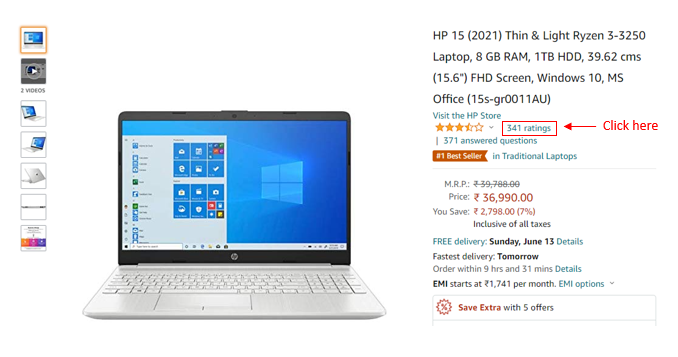 HP 15 (2021) Thin & Light Ryzen 3-3250
Laptop, 8 GB RAM, 1TB HDD, 39.62 cms
(15.6") FHD Screen, Windows 10, MS
Office (15s-gr0011AU)
Visit the HP Store
341 ratings
Click here
| 371 answered questions
#1 Best Seller in Traditional Laptops
2 VIDEOS
M.R.P.: ₹ 39,788.00
Price: ₹ 36,990.00
You Save: ₹ 2,798.00 (7%)
Inclusive of all taxes
FREE delivery: Sunday, June 13 Details
Fastest delivery: Tomorrow
Order within 9 hrs and 31 mins Details
EMI starts at ₹1,741 per month. EMI options
Save Extra with 5 offers
hp